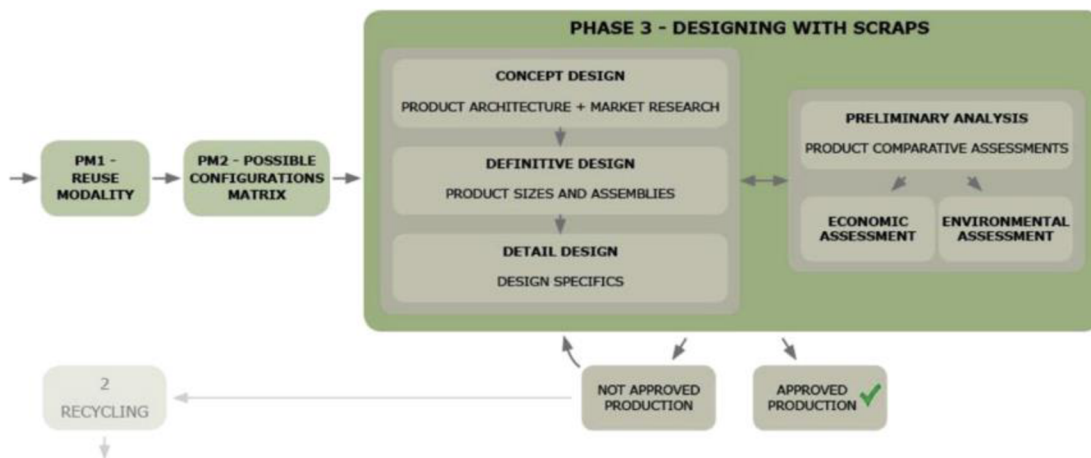 PHASE 3 - DESIGNING WITH SCRAPS
PM1 -
REUSE
MODALITY
PM2 - POSSIBLE
CONFIGURATIONS
MATRIX
CONCEPT DESIGN
PRODUCT ARCHITECTURE + MARKET RESEARCH
DEFINITIVE DESIGN
PRODUCT SIZES AND ASSEMBLIES
DETAIL DESIGN
DESIGN SPECIFICS
PRELIMINARY ANALYSIS
PRODUCT COMPARATIVE ASSESSMENTS
ECONOMIC
ASSESSMENT
ENVIRONMENTAL
ASSESSMENT
2
RECYCLING
NOT APPROVED
PRODUCTION
APPROVED
PRODUCTION